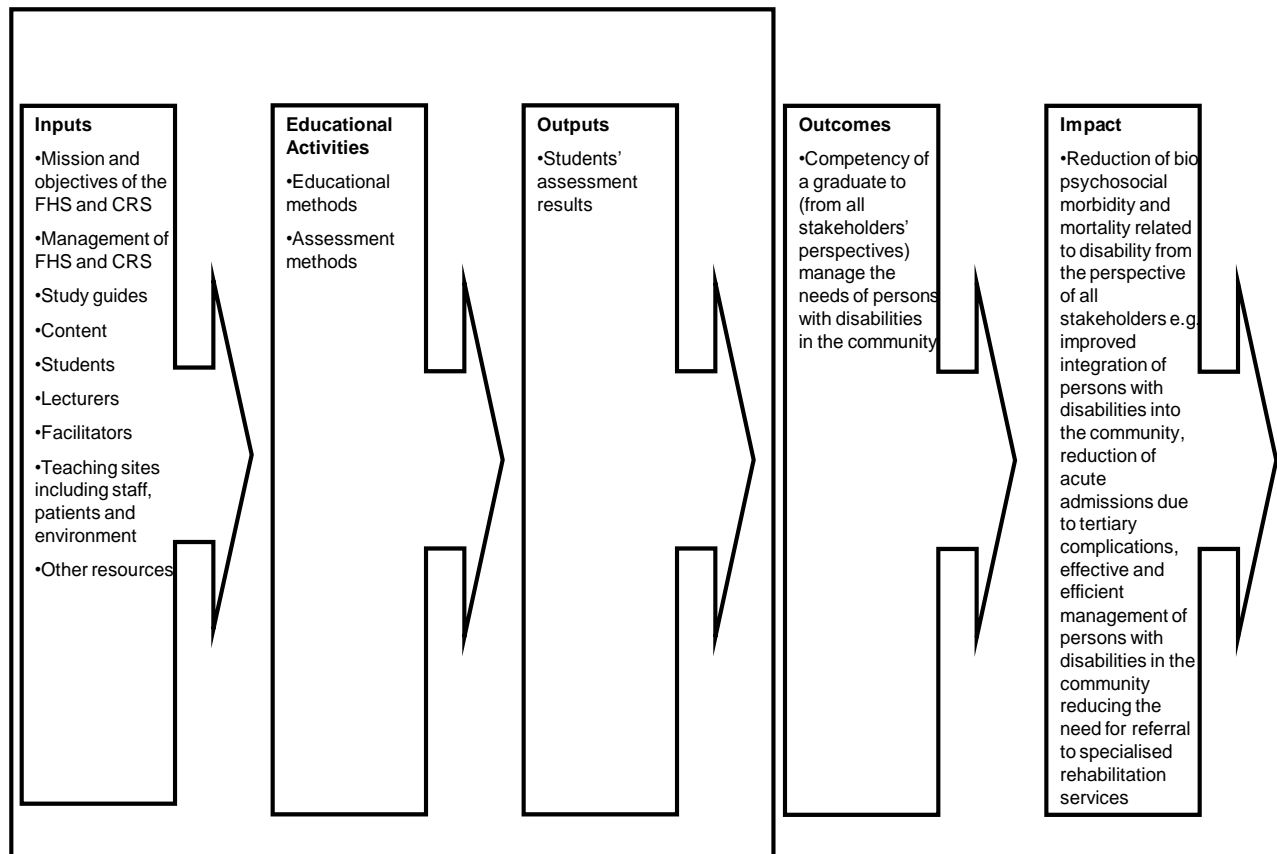 Inputs
•Mission and
objectives of the
FHS and CRS
•Management of
FHS and CRS
•Study guides
•Content
•Students
•Lecturers
•Facilitators
•Teaching sites
including staff,
patients and
environment
•Other resources
Educational
Activities
•Educational
methods
•Assessment
methods
Outputs
•Students’
assessment
results
Outcomes
•Competency of
a graduate to
(from all
stakeholders’
perspectives)
manage the
needs of persons
with disabilities
in the community
Impact
•Reduction of bio
psychosocial
morbidity and
mortality related
to disability from
the perspective
of all
stakeholders e.g.
improved
integration of
persons with
disabilities into
the community,
reduction of
acute
admissions due
to tertiary
complications,
effective and
efficient
management of
persons with
disabilities in the
community
reducing the
need for referral
to specialised
rehabilitation
services